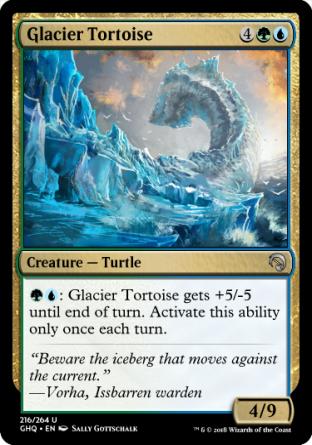 Glacier Tortoise 4
Creature — Turtle
: Glacier Tortoise gets +5/-5
until end of turn. Activate this ability
only once each turn.
“Beware the iceberg that moves against
the current.”
—Vorha, Issbarren warden
4/9
216/264 U
GHQ • EN Sally Gottschalk
™ & © 2018 Wizards of the Coast